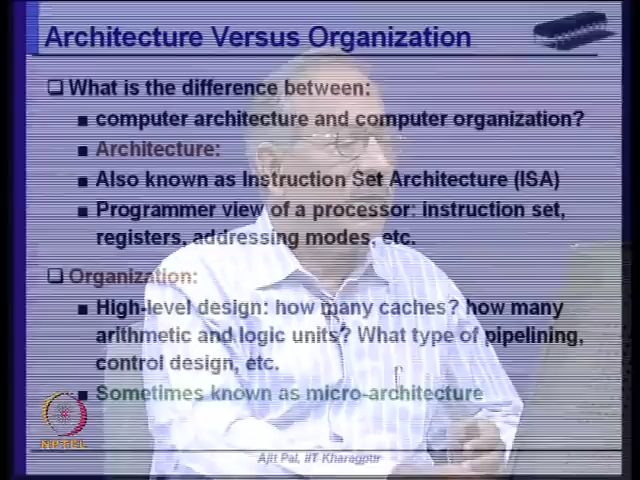 Architecture Versus Organization
What is the difference between:
computer architecture and computer organization?
Architecture:
Also known as Instruction Set Architecture (ISA)
Programmer view of a processor: instruction set,
registers, addressing modes, etc.
Organization:
High-level design: how many caches? how many
arithmetic and logic units? What type of pipelining,
control design, etc.
Sometimes known as micro-architecture
NPTEL
Ajit Pal, IIT Kharagpur